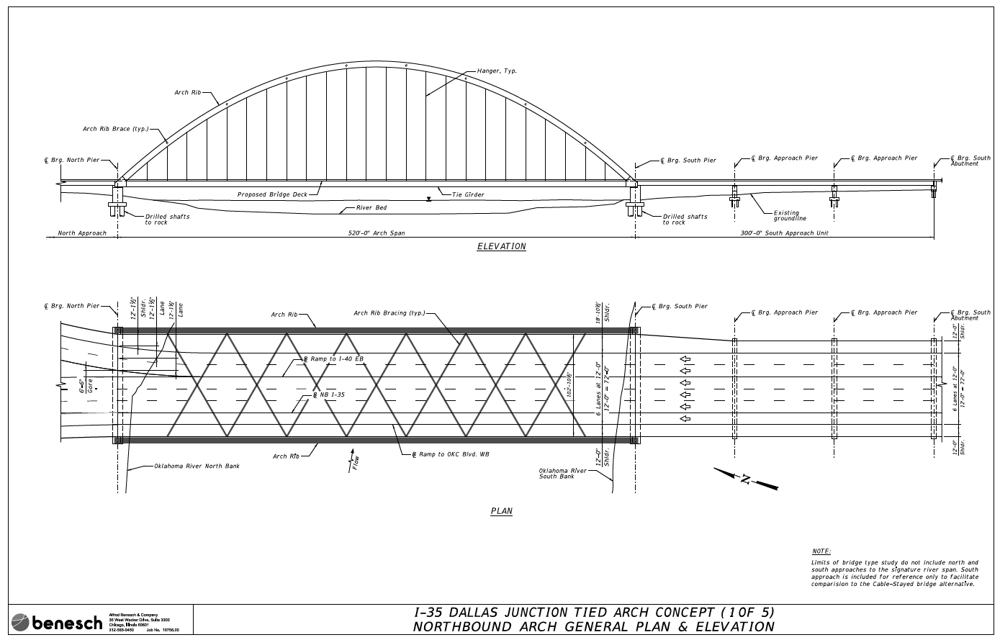 Hanger, Typ.
Arch Rib
Arch Rib Brace (typ.)
℄ Brg. North Pier
℄ Brg. South Pier
℄ Brg. Approach Pier
℄ Brg. Approach Pier
℄ Brg. South
Abutment
Proposed Bridge Deck
Tie Girder
River Bed
Drilled shafts
to rock
Drilled shafts
to rock
Existing
groundline
North Approach
520'-0" Arch Span
300'-0" South Approach Unit
ELEVATION
℄ Brg. North Pier
12'-1½"
Shldr.
12'-1½"
Lane
12'-1½"
Lane
Arch Rib
Arch Rib Bracing (typ.)
18'-10½"
Shldr.
℄ Brg. South Pier
℄ Brg. Approach Pier
℄ Brg. Approach Pier
℄ Brg. South
Abutment
12'-0"
Shldr.
Ramp to I-40 EB
6'-6"
Gore
NB I-35
102'-10½"
6 Lanes at 12'-0"
12'-0" = 72'-0"
6 Lanes at 12'-0"
12'-0" = 72'-0"
Arch Rib
Ramp to OKC Blvd. WB
12'-0"
Shldr.
12'-0"
Shldr.
Flow
Oklahoma River North Bank
Oklahoma River
South Bank
N
PLAN
NOTE:
Limits of bridge type study do not include north and
south approaches to the signature river span. South
approach is included for reference only to facilitate
comparision to the Cable-Stayed bridge alternative.
benesch
Alfred Benesch & Company
35 West Wacker Drive, Suite 3300
Chicago, Illinois 60601
312-565-0450 Job No. 10756.00
I-35 DALLAS JUNCTION TIED ARCH CONCEPT (1 OF 5)
NORTHBOUND ARCH GENERAL PLAN & ELEVATION